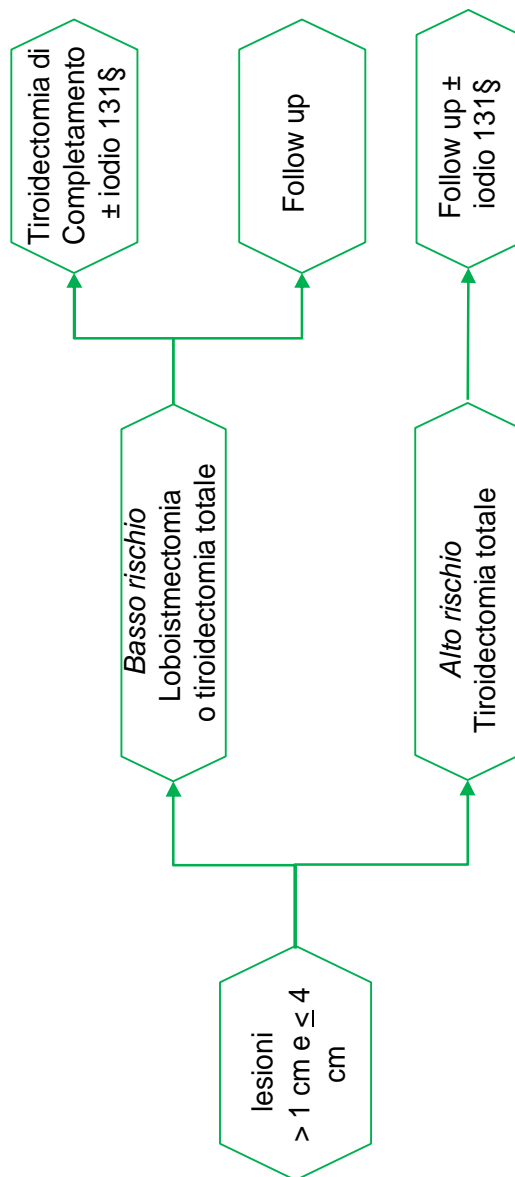 lesioni
> 1 cm e ≤ 4
cm
Basso rischio
Loboistmectomia
o tiroidectomia totale
Alto rischio
Tiroidectomia totale
Tiroidectomia di
Completamento
± iodio 131§
Follow up
Follow up ±
iodio 131§